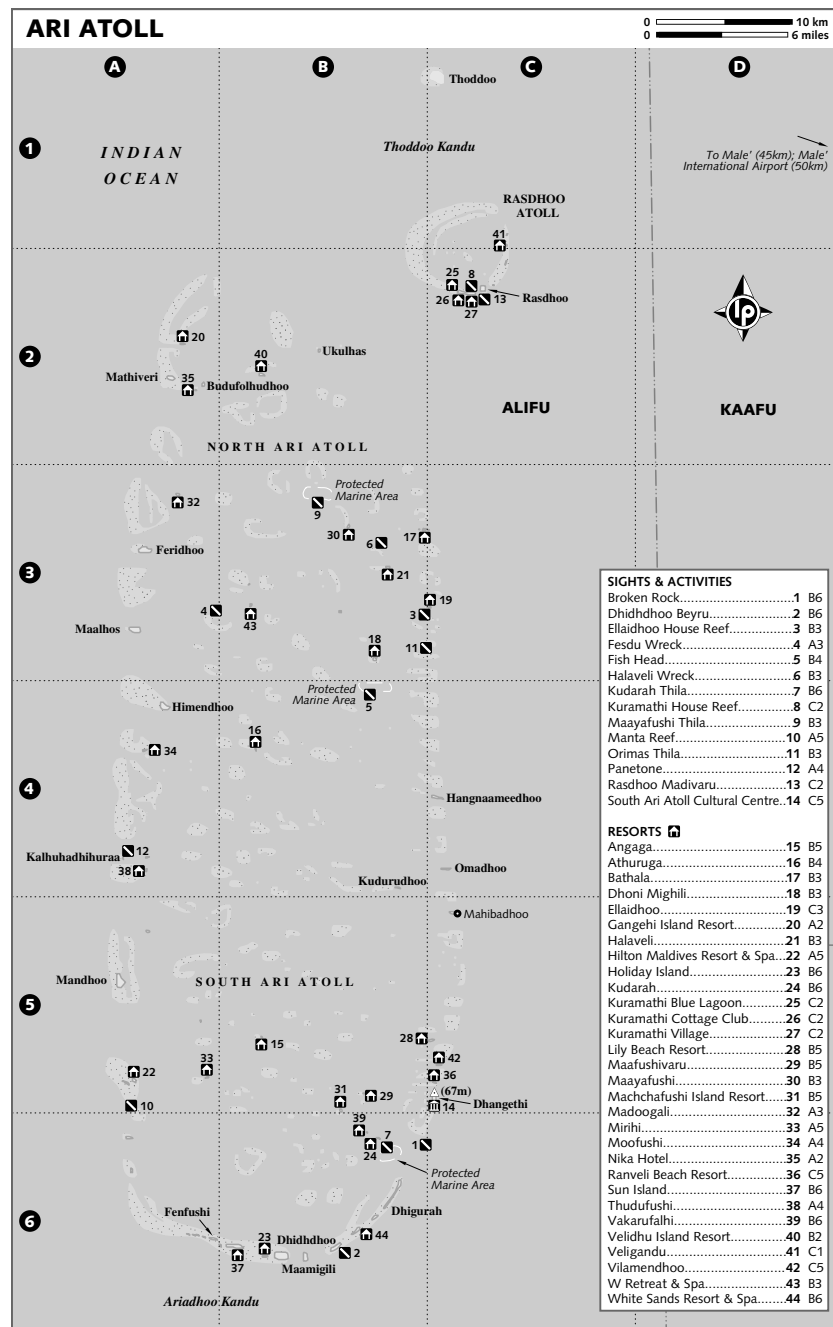 ARI ATOLL
0 10 km
0 6 miles
A B C D
Thoddoo
1
INDIAN
OCEAN
Thoddoo Kandu
To Male' (45km); Male'
International Airport (50km)
RASDHOO
ATOLL
41
25 8
Rasdhoo
26 27 13
lp
20
2
40
Ukulhas
Mathiveri
35
Budufolhudhoo
ALIFU
KAAFU
NORTH ARI ATOLL
Protected
Marine Area
32
9
30
6
17
Feridhoo
21
3
19
4
43
3
Maalhos
18
11
Protected
Marine Area
5
Himendhoo
16
34
4
Hangnaameedhoo
12
Kalhuhadhihuraa
38
Omadhoo
Kudurudhoo
Mahibadhoo
Mandhoo
SOUTH ARI ATOLL
5
28
15
42
33
22
36
(67m)
31
29
Dhangethi
10
14
39
7
1
24
Protected
Marine Area
Dhigurah
6
Fenfushi
23
Dhidhdhoo
44
37
Maamigili
2
Ariadhoo Kandu
SIGHTS & ACTIVITIES
Broken Rock....................1 B6
Dhidhdhoo Beyru....................2 B6
Ellaidhoo House Reef....................3 B3
Fesdu Wreck....................4 A3
Fish Head....................5 B4
Halaveli Wreck....................6 B3
Kudarah Thila....................7 B6
Kuramathi House Reef....................8 C2
Maayafushi Thila....................9 B3
Manta Reef....................10 A5
Orimas Thila....................11 B3
Panetone....................12 A4
Rasdhoo Madivaru....................13 C2
South Ari Atoll Cultural Centre..14 C5
RESORTS
Angaga....................15 B5
Athuruga....................16 B4
Bathala....................17 B3
Dhoni Mighili....................18 B3
Ellaidhoo....................19 C3
Gangehi Island Resort....................20 A2
Halaveli....................21 B3
Hilton Maldives Resort & Spa...22 A5
Holiday Island....................23 B6
Kudarah....................24 B6
Kuramathi Blue Lagoon....................25 C2
Kuramathi Cottage Club....................26 C2
Kuramathi Village....................27 C2
Lily Beach Resort....................28 B5
Maafushivaru....................29 B5
Maayafushi....................30 B3
Machchafushi Island Resort....31 B5
Madoogali....................32 A3
Mirihi....................33 A5
Moofushi....................34 A4
Nika Hotel....................35 A2
Ranveli Beach Resort....................36 C5
Sun Island....................37 B6
Thudufushi....................38 A4
Vakarufalhi....................39 B6
Velidhu Island Resort....................40 B2
Veligandu....................41 C1
Vilamendhoo....................42 C5
W Retreat & Spa....................43 B3
White Sands Resort & Spa........44 B6